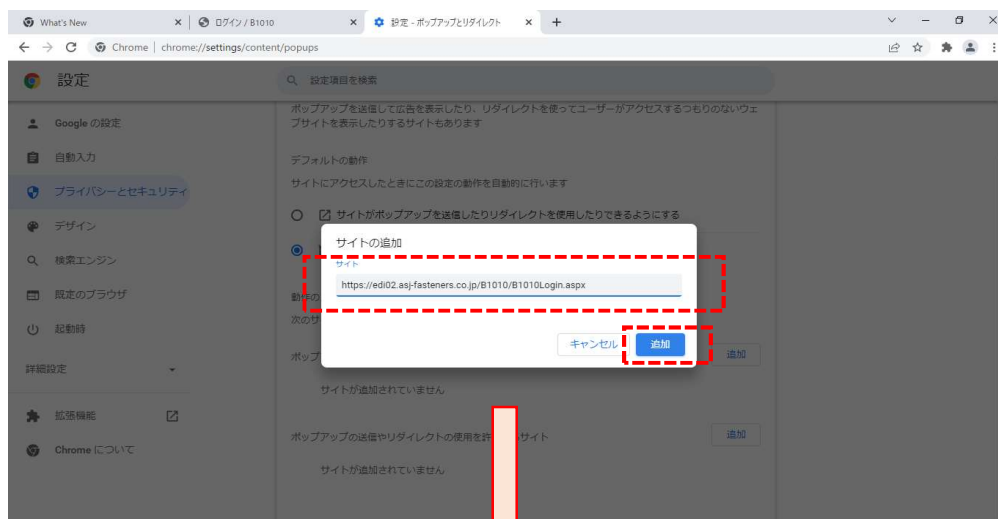 What's New
ログイン / B1010
設定 - ポップアップとリダイレクト
Chrome | chrome://settings/content/popups
設定
設定項目を検索
ポップアップを送信して広告を表示したり、リダイレクトを使ってユーザーがアクセスするつもりのないウェ
ブサイトを表示したりするサイトもあります
Google の設定
自動入力
デフォルトの動作
プライバシーとセキュリティ
サイトにアクセスしたときにこの設定の動作を自動的に行います
サイトがポップアップを送信したりリダイレクトを使用したりできるようにする
デザイン
サイトの追加
サイト
検索エンジン
https://edi02.asj-fasteners.co.jp/B1010/B1010Login.aspx
既定のブラウザ
動作の
次のサ
起動時
キャンセル
追加
ポップ
追加
詳細設定
サイトが追加されていません
拡張機能
ポップアップの送信やリダイレクトの使用を許
サイト
追加
Chrome について
サイトが追加されていません